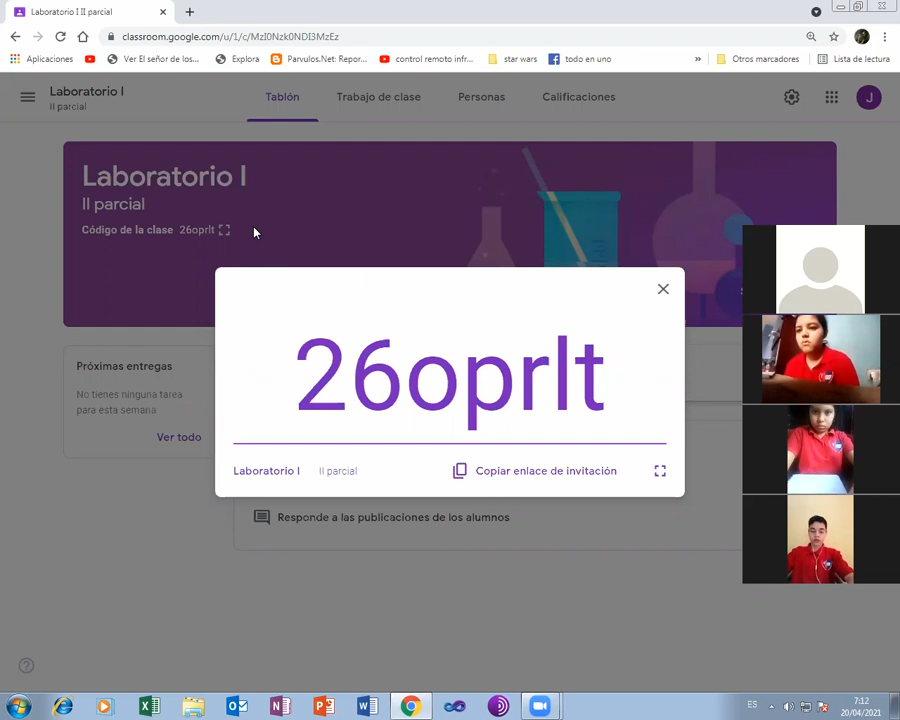 Laboratorio I II parcial
classroom.google.com/u/1/c/MzI0Nzk0NDI3MzEz
Aplicaciones
Ver El señor de los...
Explora
Parvulos.Net: Repor...
control remoto infr...
star wars
todo en uno
»
Otros marcadores
Lista de lectura
Laboratorio I
II parcial
Tablón
Trabajo de clase
Personas
Calificaciones
J
Laboratorio I
II parcial
Código de la clase 26oprlt
26oprlt
Laboratorio I II parcial
Copiar enlace de invitación
Próximas entregas
No tienes ninguna tarea
para esta semana
Ver todo
Responde a las publicaciones de los alumnos
ES
7:12
20/04/2021